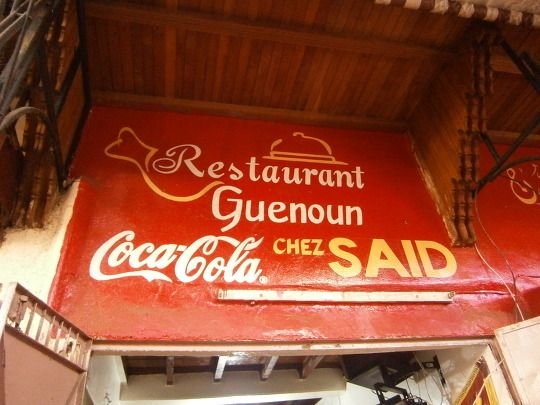 Restaurant
Guenoun
Coca-Cola CHEZ SAID